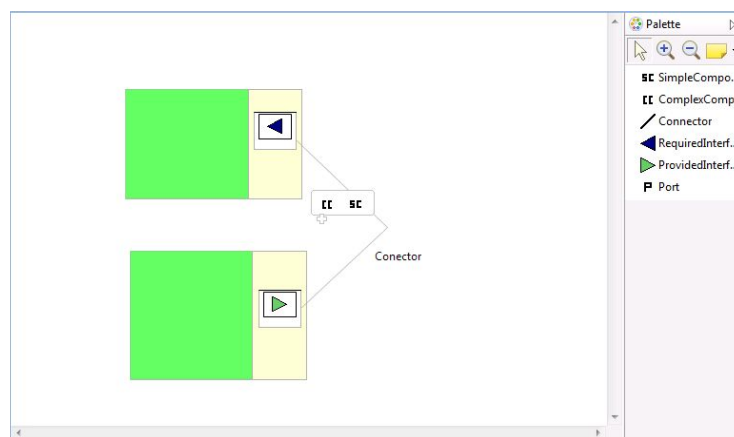 Palette
SC SimpleCompo..
CC ComplexComp
Connector
RequiredInterf..
ProvidedInterf..
P Port
CC SC
Conector